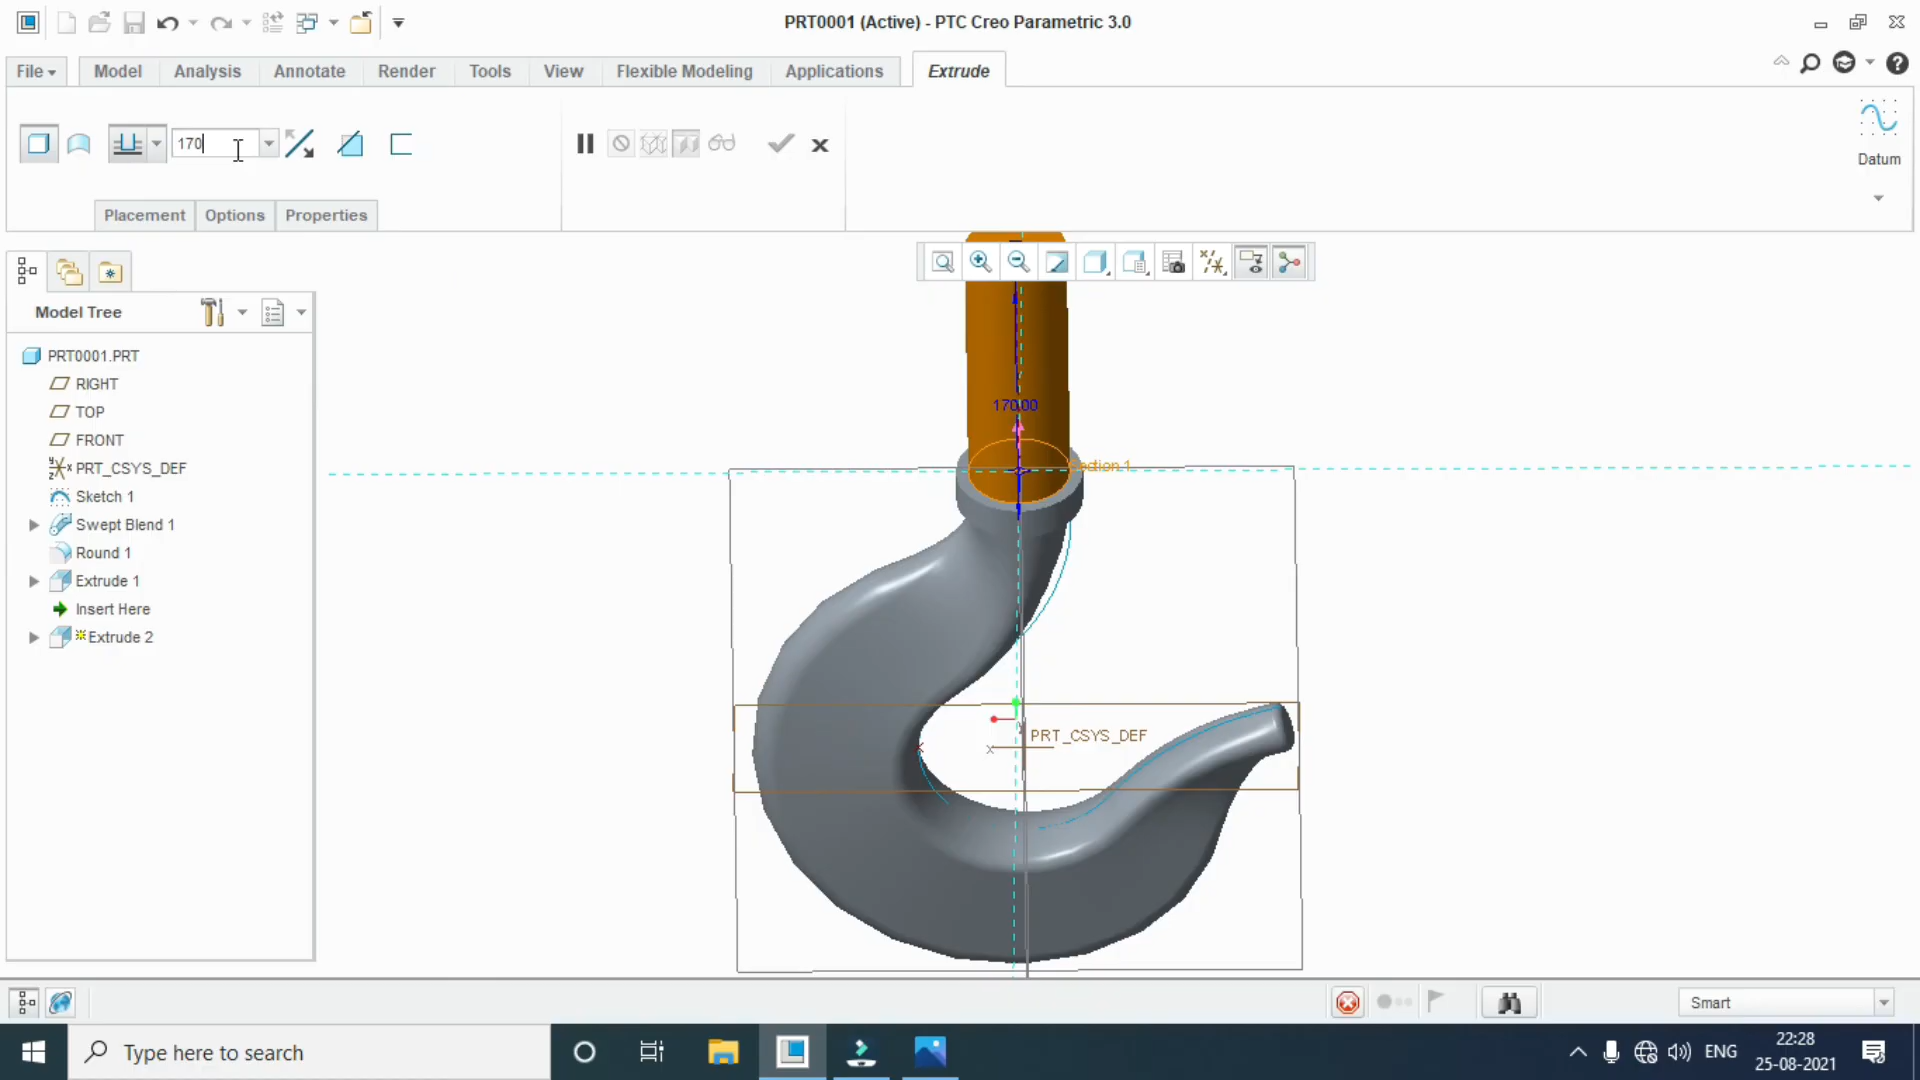 PRT0001 (Active) - PTC Creo Parametric 3.0
File
Model
Analysis
Annotate
Render
Tools
View
Flexible Modeling
Applications
Extrude
170
Datum
Placement
Options
Properties
Model Tree
PRT0001.PRT
RIGHT
TOP
FRONT
PRT_CSYS_DEF
Sketch 1
Swept Blend 1
Round 1
Extrude 1
Insert Here
Extrude 2
170.00
ection 1
PRT_CSYS_DEF
Smart
Type here to search
ENG
22:28
25-08-2021